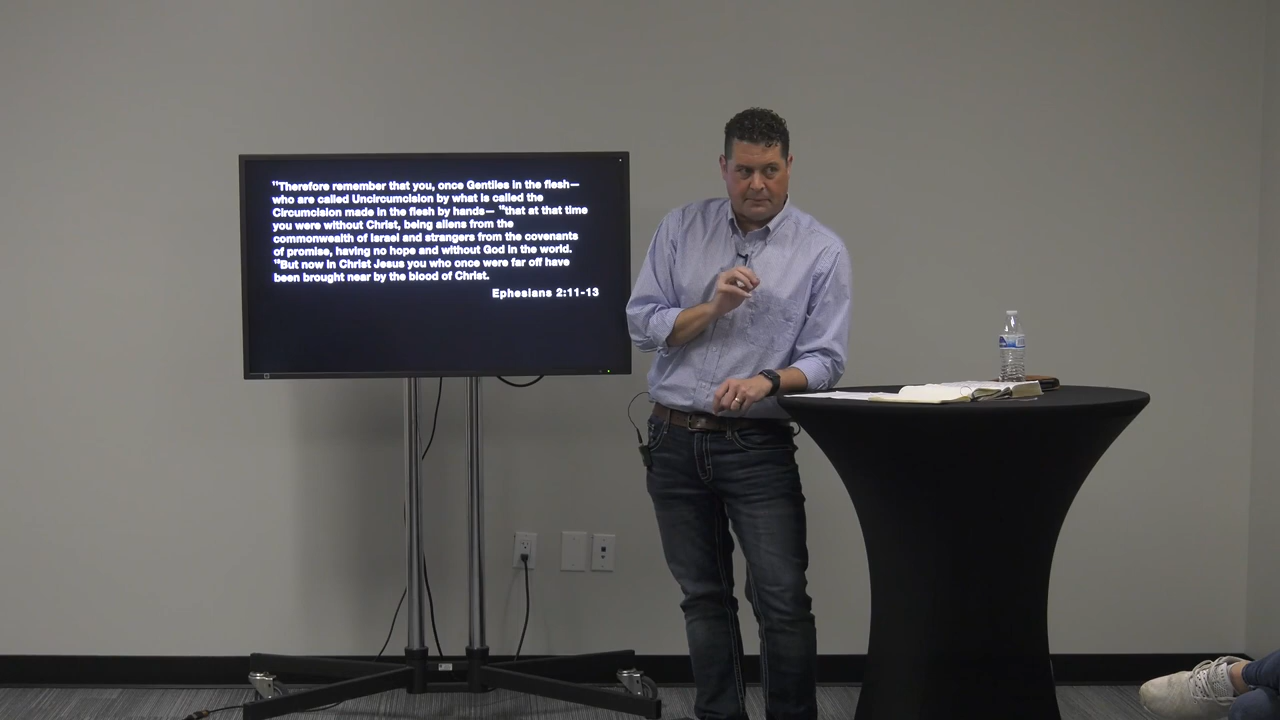 ¹¹Therefore remember that you, once Gentiles in the flesh—
who are called Uncircumcision by what is called the
Circumcision made in the flesh by hands— ¹²that at that time
you were without Christ, being aliens from the
commonwealth of Israel and strangers from the covenants
of promise, having no hope and without God in the world.
¹³But now in Christ Jesus you who once were far off have
been brought near by the blood of Christ.
Ephesians 2:11-13